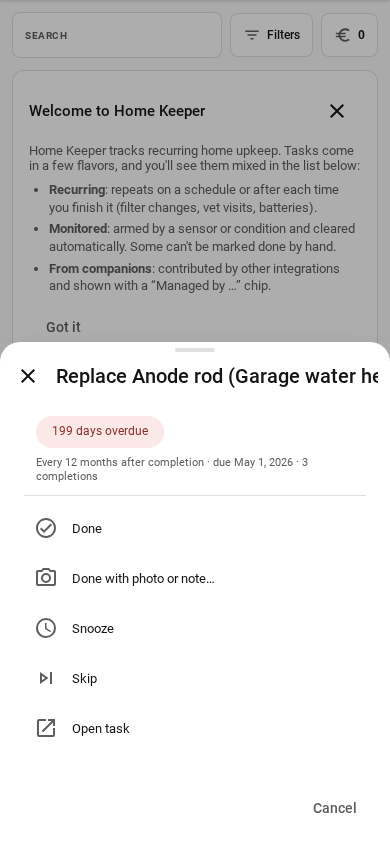 SEARCH
Filters
0
Welcome to Home Keeper
Home Keeper tracks recurring home upkeep. Tasks come
in a few flavors, and you'll see them mixed in the list below:
• Recurring: repeats on a schedule or after each time
you finish it (filter changes, vet visits, batteries).
• Monitored: armed by a sensor or condition and cleared
automatically. Some can't be marked done by hand.
• From companions: contributed by other integrations
and shown with a “Managed by …” chip.
Got it
Replace Anode rod (Garage water he
199 days overdue
Every 12 months after completion · due May 1, 2026 · 3
completions
Done
Done with photo or note…
Snooze
Skip
Open task
Cancel